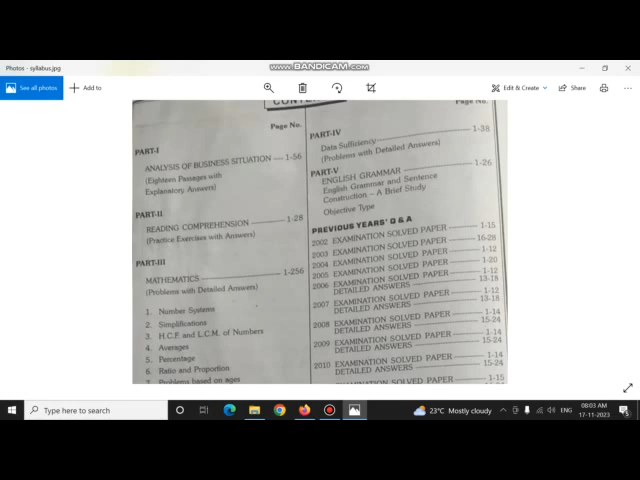 www.BANDICAM.com
Photos - syllabus.jpg
See all photos
Add to
Edit & Create
Share
Page No.
PART-I
ANALYSIS OF BUSINESS SITUATION 1-56
(Eighteen Passages with
Explanatory Answers)
PART-II
READING COMPREHENSION 1-28
(Practice Exercises with Answers)
PART-III
MATHEMATICS 1-256
(Problems with Detailed Answers)
1. Number Systems
2. Simplifications
3. H.C.F. and L.C.M. of Numbers
4. Averages
5. Percentage
6. Ratio and Proportion
7 Problems based on ages
Page No.
PART-IV
Data Sufficiency 1-38
(Problems with Detailed Answers)
PART-V
ENGLISH GRAMMAR 1-26
English Grammar and Sentence
Construction – A Brief Study
Objective Type
PREVIOUS YEARS' Q & A
2002 EXAMINATION SOLVED PAPER 1-15
2003 EXAMINATION SOLVED PAPER 16-28
2004 EXAMINATION SOLVED PAPER 1-12
2005 EXAMINATION SOLVED PAPER 1-20
2006 EXAMINATION SOLVED PAPER 1-12
DETAILED ANSWERS 13-18
2007 EXAMINATION SOLVED PAPER 1-12
DETAILED ANSWERS 13-18
2008 EXAMINATION SOLVED PAPER 1-14
DETAILED ANSWERS 15-24
2009 EXAMINATION SOLVED PAPER 1-14
DETAILED ANSWERS 15-24
2010 EXAMINATION SOLVED PAPER 1-14
DETAILED ANSWERS 15-24
EXAMINATION SOLVED PAPER 1-15
Type here to search
23°C Mostly cloudy
ENG
08:03 AM
17-11-2023